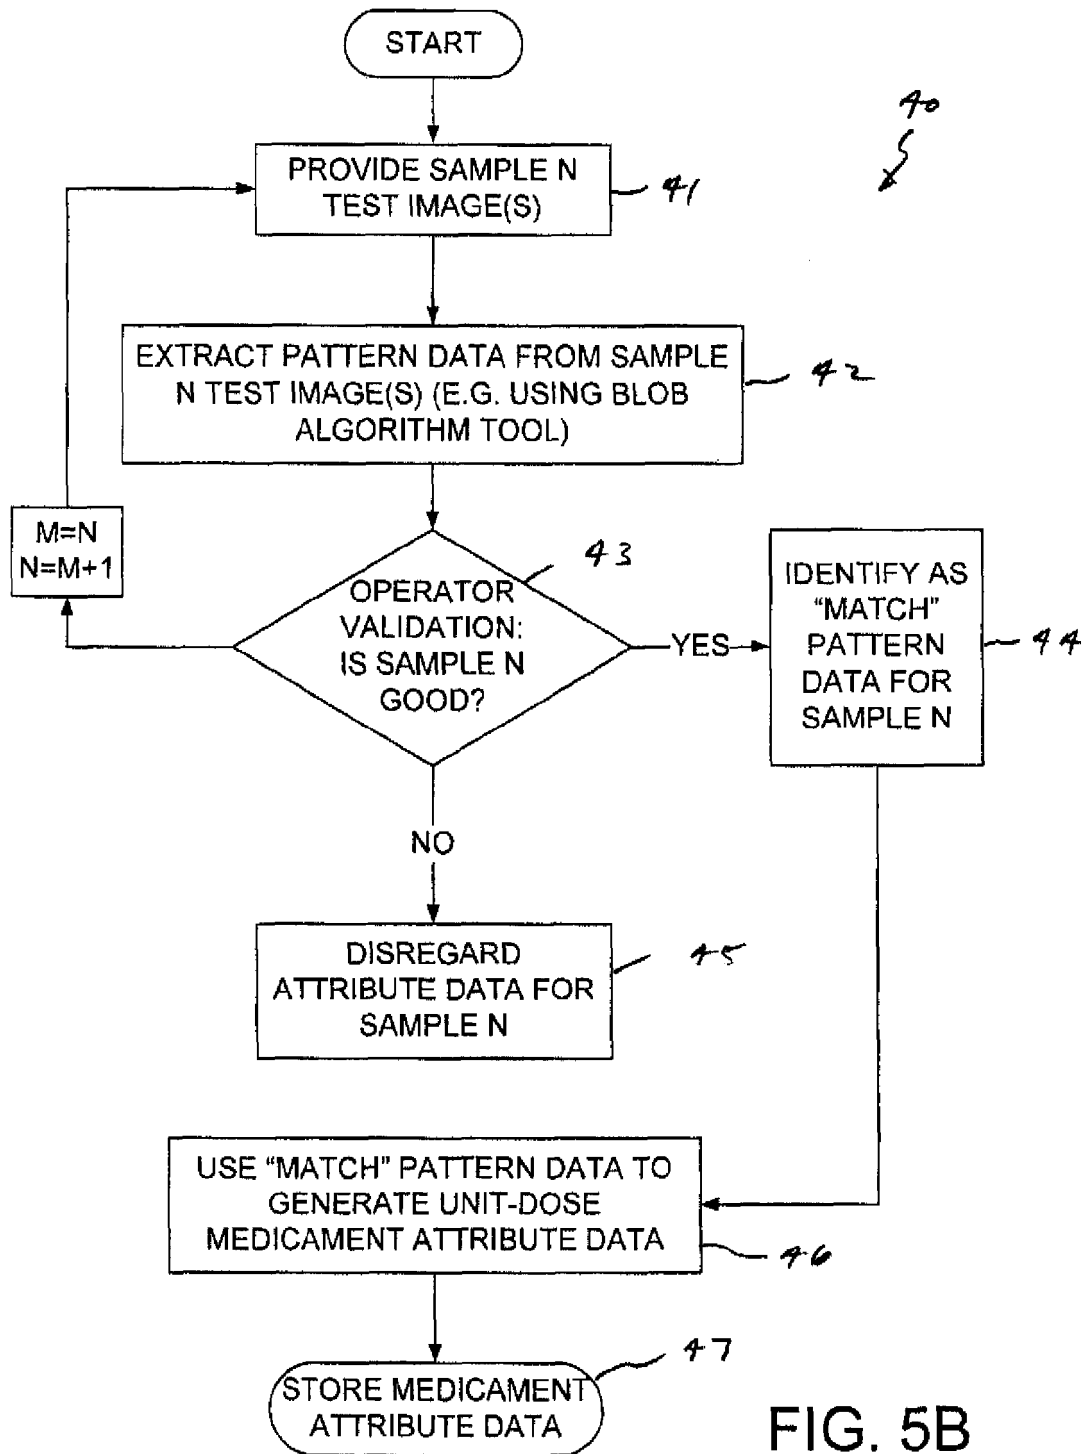 START
40
PROVIDE SAMPLE N
TEST IMAGE(S)
41
EXTRACT PATTERN DATA FROM SAMPLE
N TEST IMAGE(S) (E.G. USING BLOB
ALGORITHM TOOL)
42
M=N
N=M+1
43
OPERATOR
VALIDATION:
IS SAMPLE N
GOOD?
YES
IDENTIFY AS
“MATCH”
PATTERN
DATA FOR
SAMPLE N
44
NO
DISREGARD
ATTRIBUTE DATA FOR
SAMPLE N
45
USE “MATCH” PATTERN DATA TO
GENERATE UNIT-DOSE
MEDICAMENT ATTRIBUTE DATA
46
STORE MEDICAMENT
ATTRIBUTE DATA
47
FIG. 5B